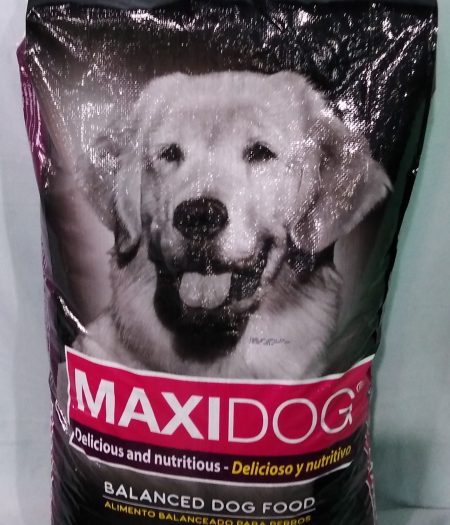 MAXIDOG
Delicious and nutritious - Delicioso y nutritivo
BALANCED DOG FOOD
ALIMENTO BALANCEADO PARA PERROS